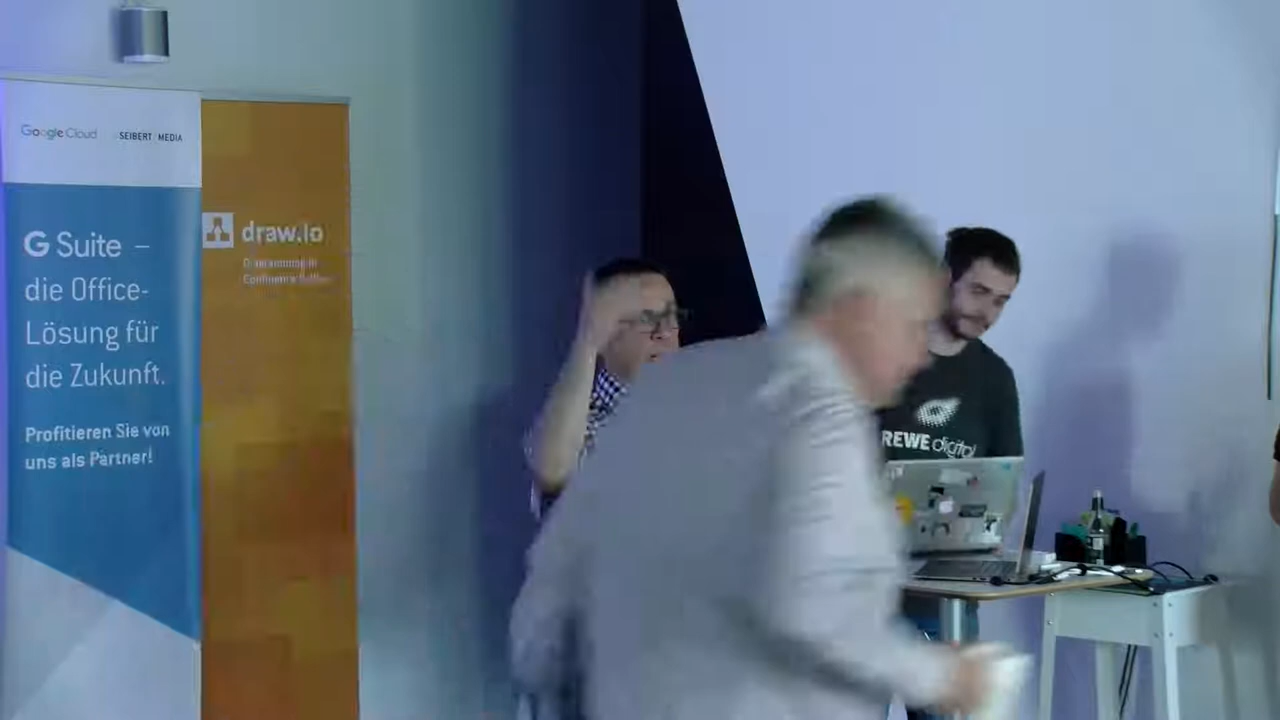 Google Cloud
SEIBERT MEDIA
G Suite –
die Office-
Lösung für
die Zukunft.
Profitieren Sie von
uns als Partner!
draw.io
REWE digital